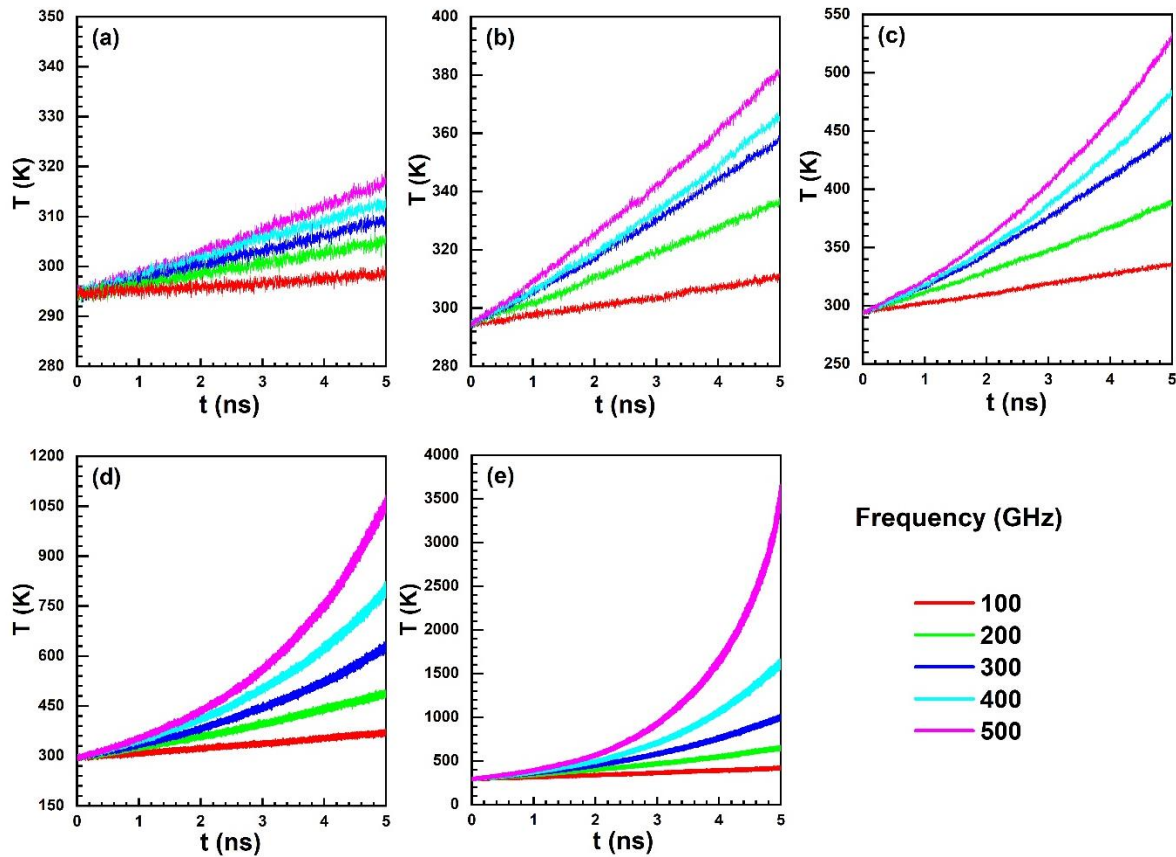 (a)
350
340
330
320
310
300
290
280
T (K)
0 1 2 3 4 5
t (ns)
(b)
400
380
360
340
320
300
280
T (K)
0 1 2 3 4 5
t (ns)
(c)
550
500
450
400
350
300
250
T (K)
0 1 2 3 4 5
t (ns)
(d)
1200
1050
900
750
600
450
300
150
T (K)
0 1 2 3 4 5
t (ns)
(e)
4000
3500
3000
2500
2000
1500
1000
500
0
T (K)
0 1 2 3 4 5
t (ns)
Frequency (GHz)
100
200
300
400
500